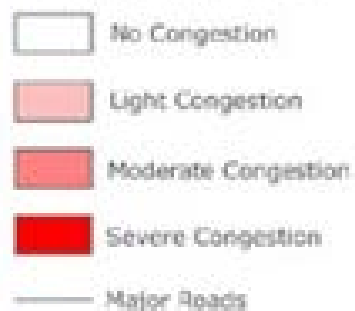 No Congestion
Light Congestion
Moderate Congestion
Severe Congestion
Major Roads